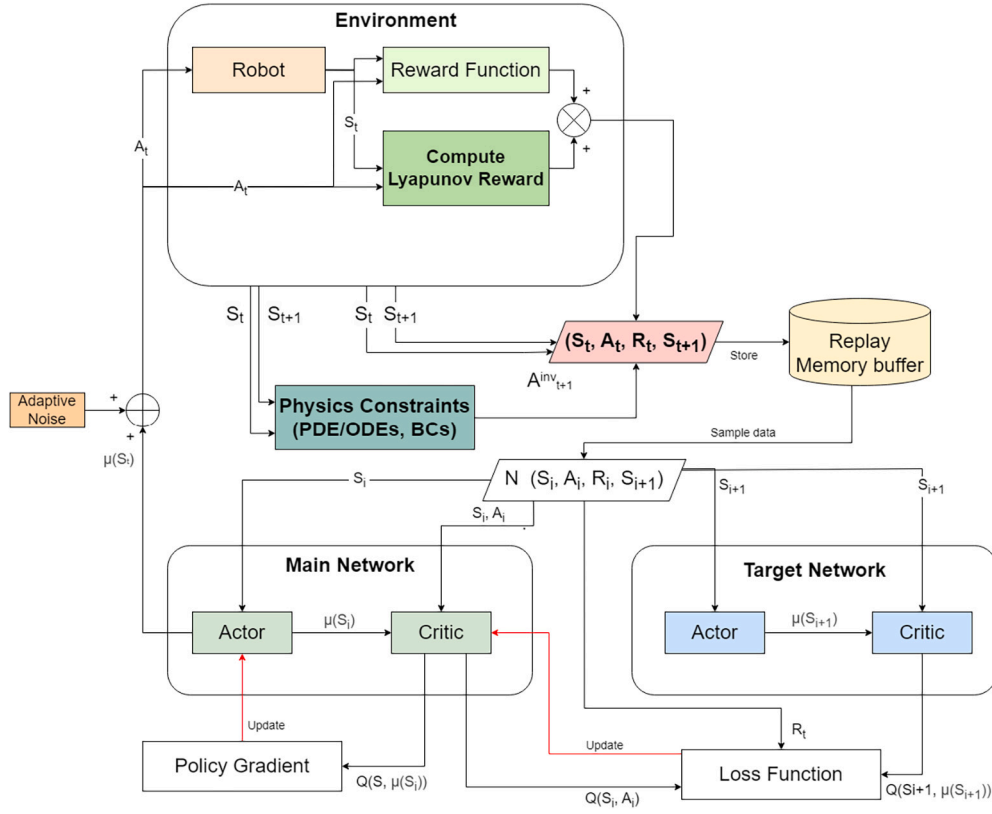 Environment
Robot
Reward Function
+
Sₜ
Aₜ
Compute
Lyapunov Reward
+
Aₜ
Sₜ
Sₜ₊₁
Sₜ
Sₜ₊₁
(Sₜ, Aₜ, Rₜ, Sₜ₊₁)
Store
Replay
Memory buffer
A^inv ₜ₊₁
Physics Constraints
(PDE/ODEs, BCs)
Adaptive
Noise
+
+
μ(Sₜ)
Sample data
N (Sᵢ, Aᵢ, Rᵢ, Sᵢ₊₁)
Sᵢ
Sᵢ, Aᵢ
Sᵢ₊₁
Sᵢ₊₁
Main Network
Target Network
Actor
μ(Sᵢ)
Critic
Actor
μ(Sᵢ₊₁)
Critic
Update
Update
Rₜ
Policy Gradient
Q(S, μ(Sᵢ))
Q(Sᵢ, Aᵢ)
Loss Function
Q(Si+1, μ(Sᵢ₊₁))